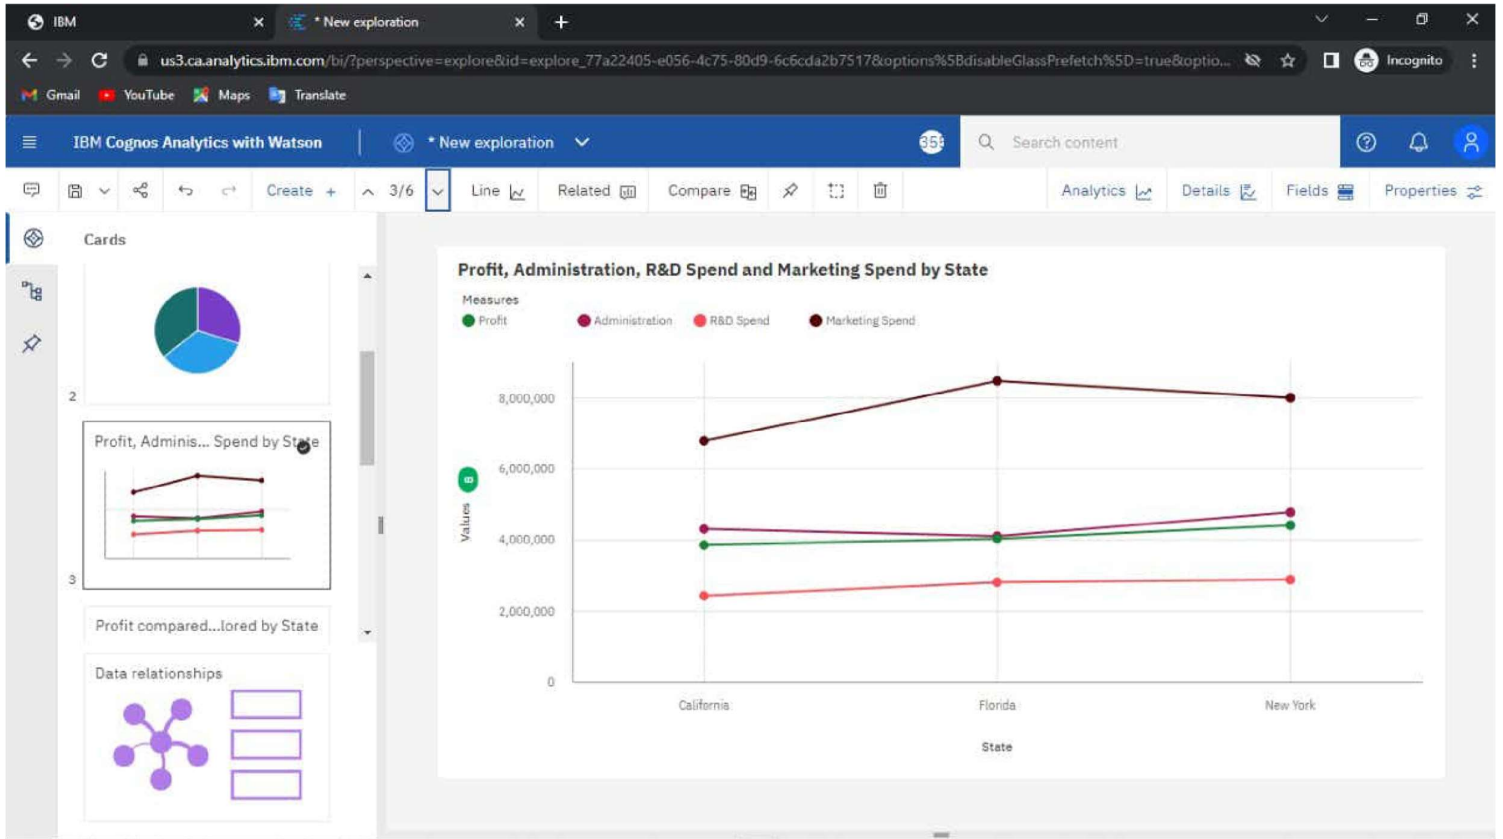 IBM
* New exploration
us3.ca.analytics.ibm.com/bi/?perspective=explore&id=explore_77a22405-e056-4c75-80d9-6c6cda2b7517&options%5BdisableGlassPrefetch%5D=true&optio...
Incognito
Gmail YouTube Maps Translate
IBM Cognos Analytics with Watson
* New exploration
Search content
Create + 3/6 Line Related Compare Analytics Details Fields Properties
Cards
2
Profit, Adminis... Spend by State
3
Profit compared...lored by State
Data relationships
Profit, Administration, R&D Spend and Marketing Spend by State
Measures
Profit Administration R&D Spend Marketing Spend
8,000,000
6,000,000
Values
4,000,000
2,000,000
0
California Florida New York
State